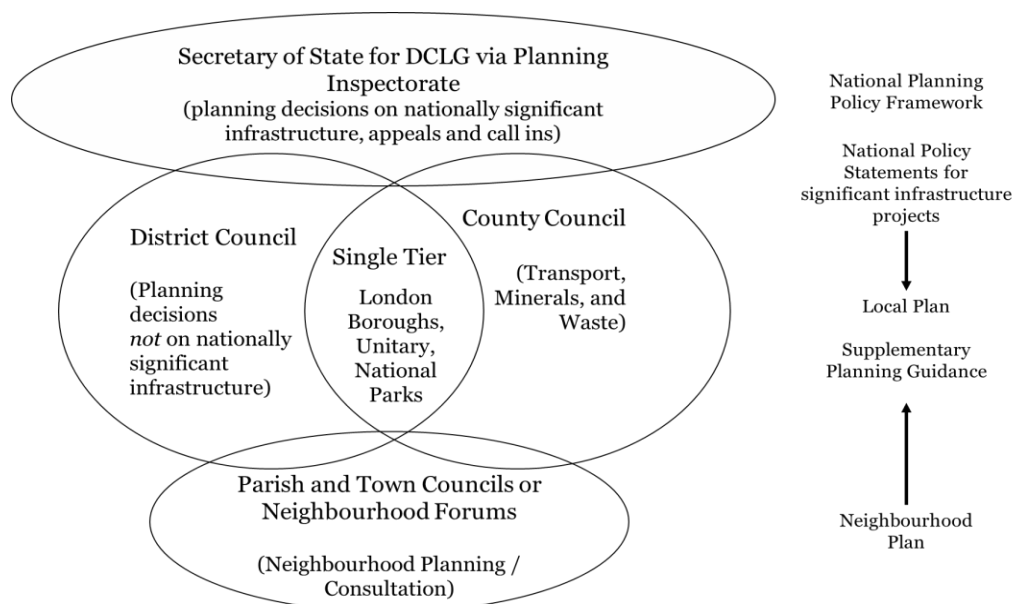 Secretary of State for DCLG via Planning
Inspectorate
(planning decisions on nationally significant
infrastructure, appeals and call ins)
District Council
(Planning
decisions
not on nationally
significant
infrastructure)
Single Tier
London
Boroughs,
Unitary,
National
Parks
County Council
(Transport,
Minerals, and
Waste)
Parish and Town Councils or
Neighbourhood Forums
(Neighbourhood Planning /
Consultation)
National Planning
Policy Framework
National Policy
Statements for
significant infrastructure
projects
Local Plan
Supplementary
Planning Guidance
Neighbourhood
Plan